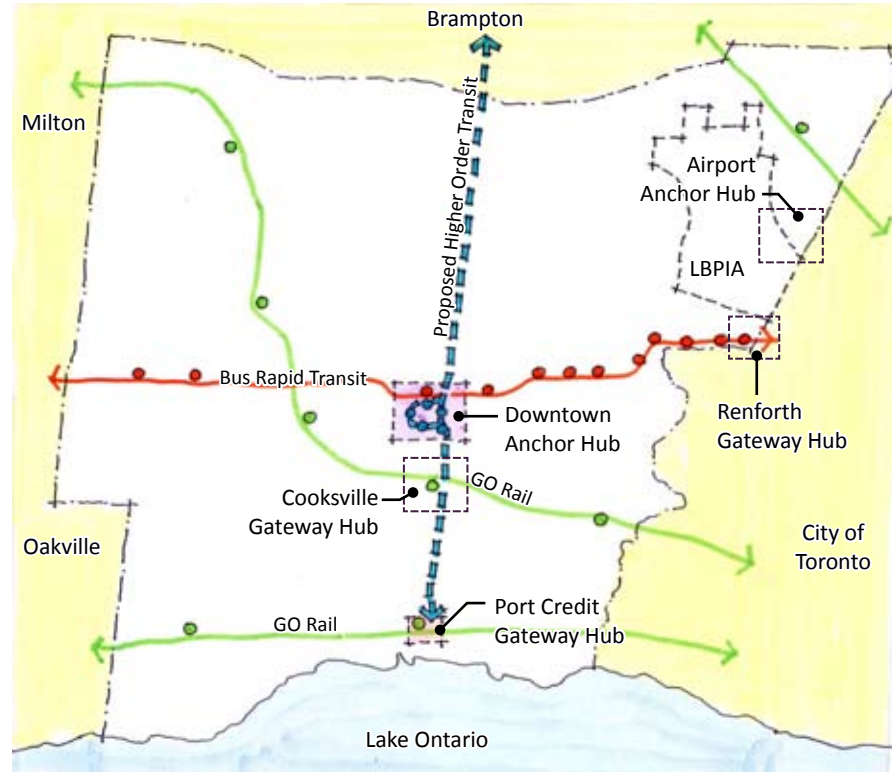 Brampton
Milton
Proposed Higher Order Transit
Airport
Anchor Hub
LBPIA
Bus Rapid Transit
Downtown
Anchor Hub
Renforth
Gateway Hub
Cooksville
Gateway Hub
GO Rail
Oakville
City of
Toronto
GO Rail
Port Credit
Gateway Hub
Lake Ontario